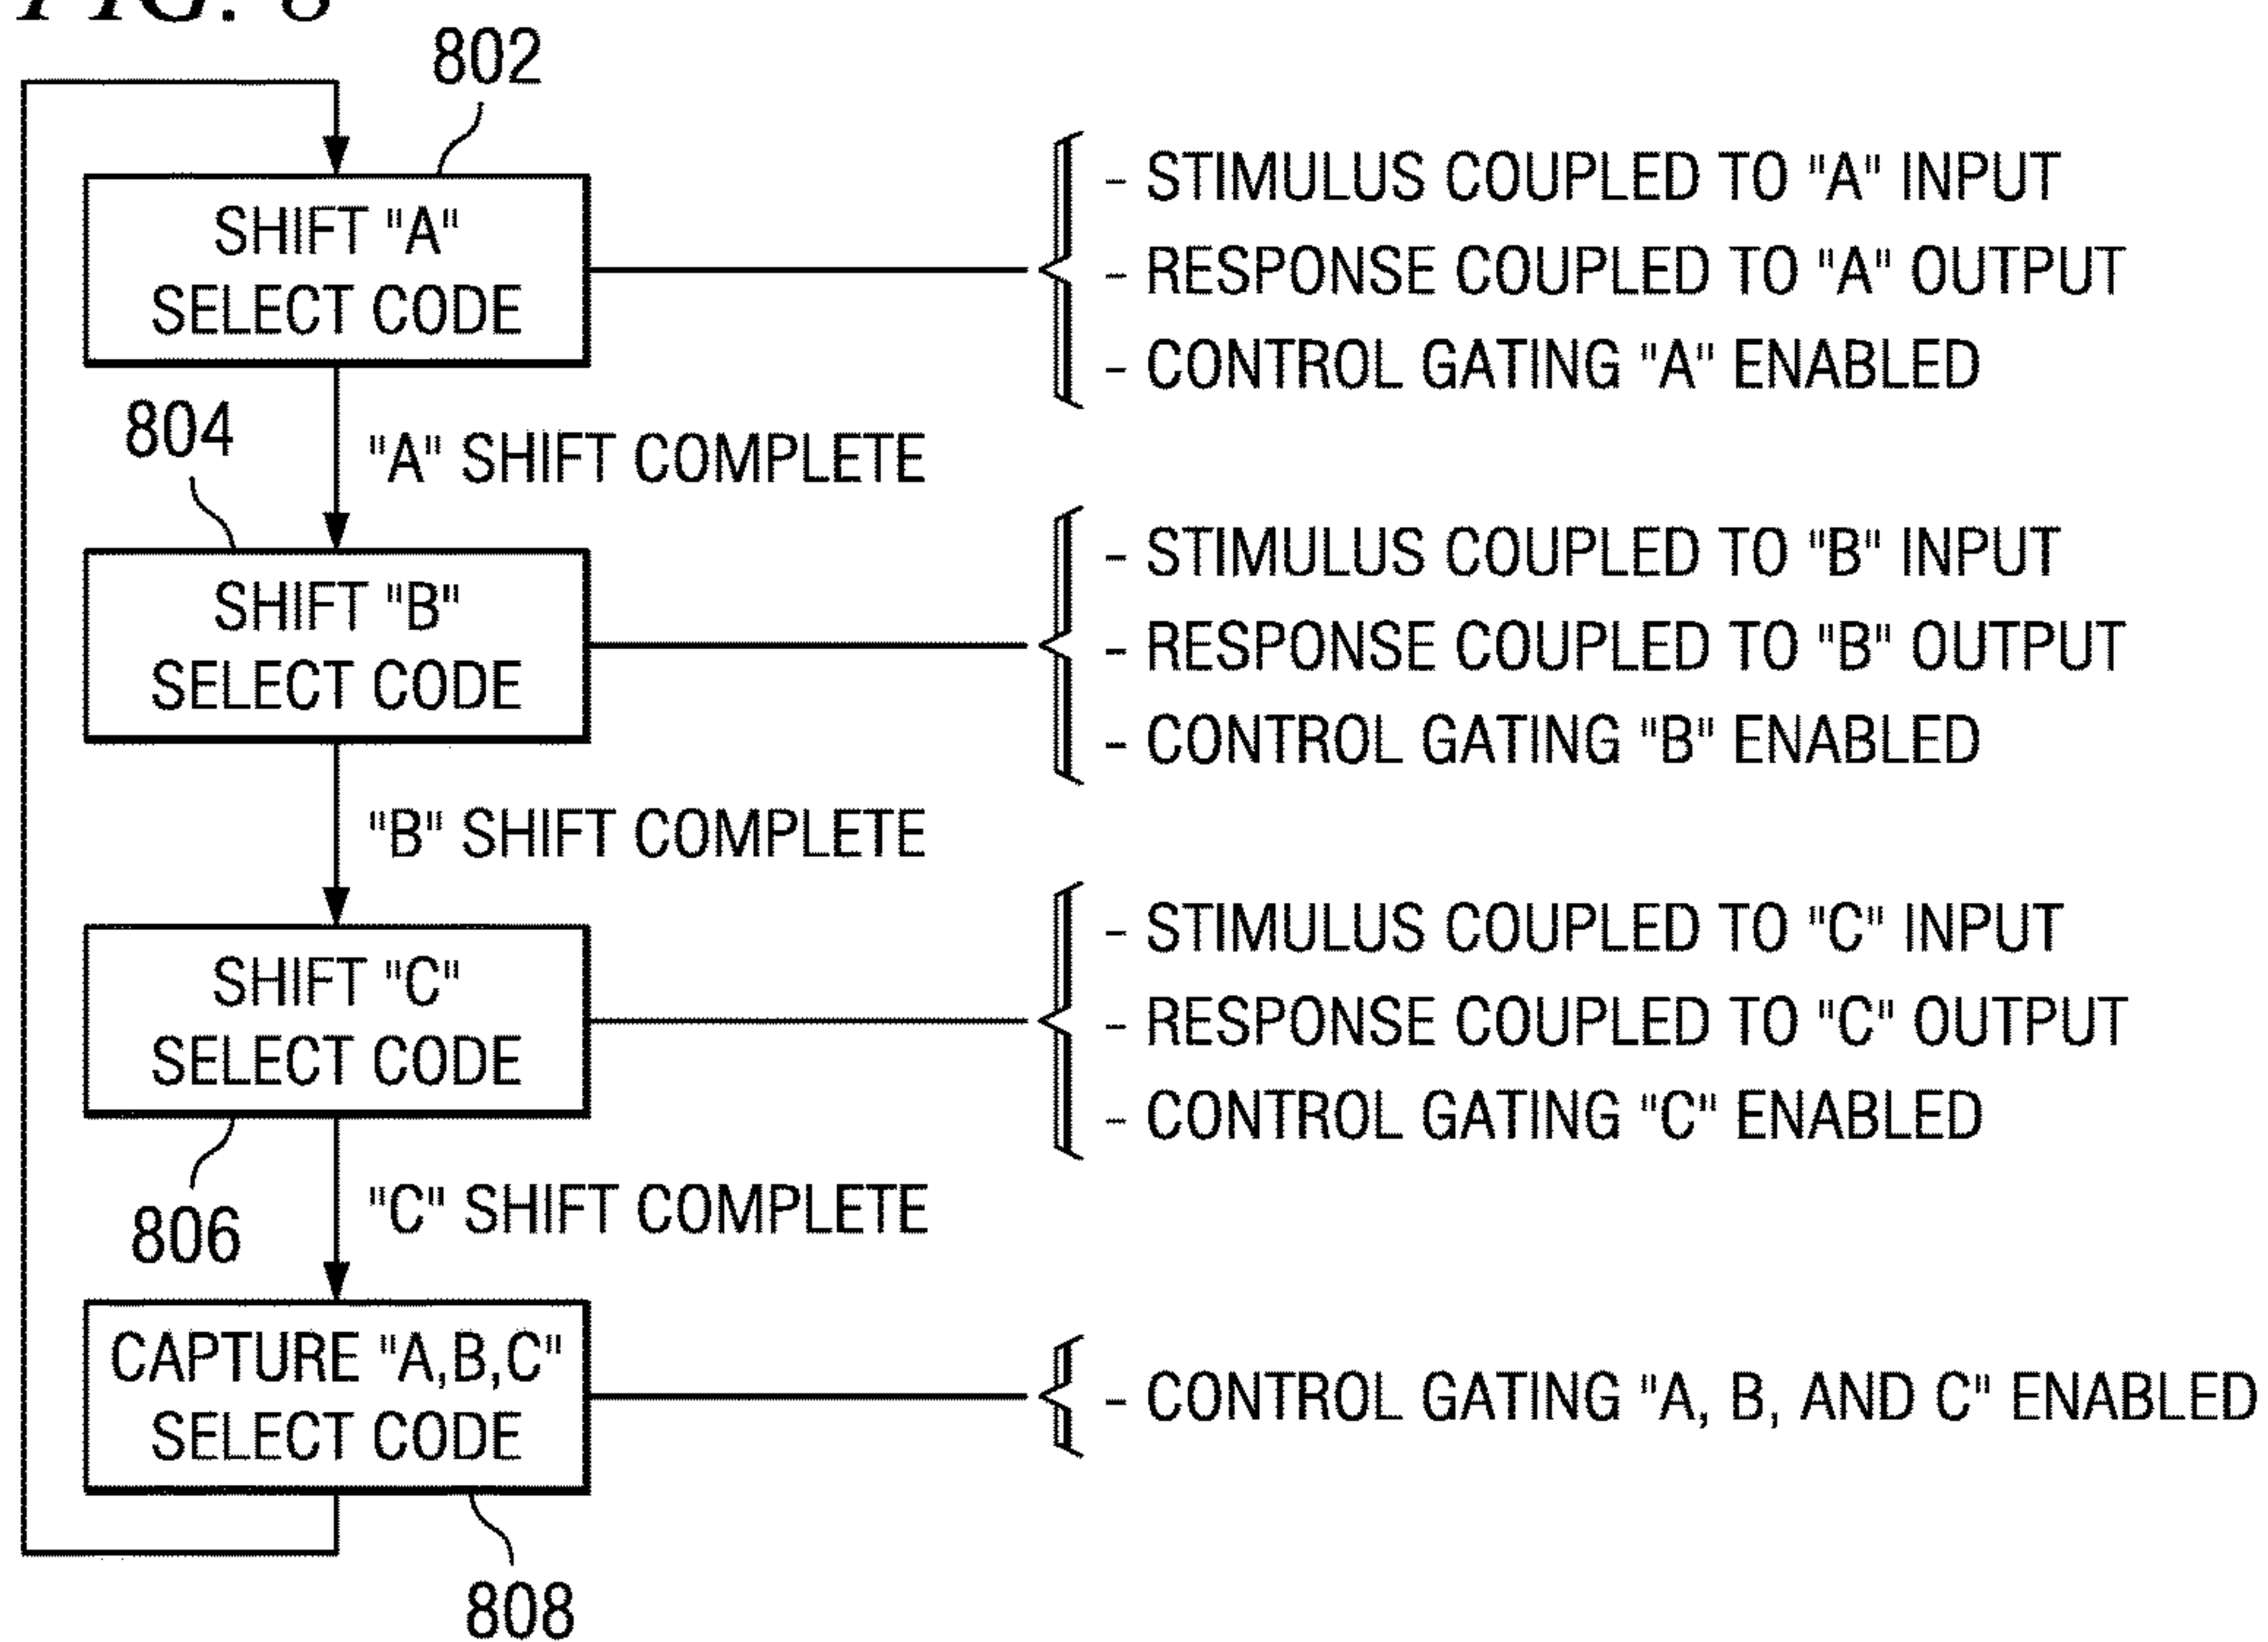 FIG. 8
802
SHIFT "A"
SELECT CODE
- STIMULUS COUPLED TO "A" INPUT
- RESPONSE COUPLED TO "A" OUTPUT
- CONTROL GATING "A" ENABLED
804
"A" SHIFT COMPLETE
SHIFT "B"
SELECT CODE
- STIMULUS COUPLED TO "B" INPUT
- RESPONSE COUPLED TO "B" OUTPUT
- CONTROL GATING "B" ENABLED
"B" SHIFT COMPLETE
SHIFT "C"
SELECT CODE
- STIMULUS COUPLED TO "C" INPUT
- RESPONSE COUPLED TO "C" OUTPUT
- CONTROL GATING "C" ENABLED
806
"C" SHIFT COMPLETE
CAPTURE "A,B,C"
SELECT CODE
- CONTROL GATING "A, B, AND C" ENABLED
808